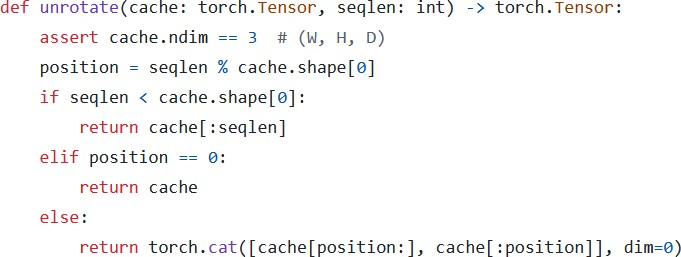 def unrotate(cache: torch.Tensor, seqlen: int) -> torch.Tensor:
    assert cache.ndim == 3  # (W, H, D)
    position = seqlen % cache.shape[0]
    if seqlen < cache.shape[0]:
        return cache[:seqlen]
    elif position == 0:
        return cache
    else:
        return torch.cat([cache[position:], cache[:position]], dim=0)